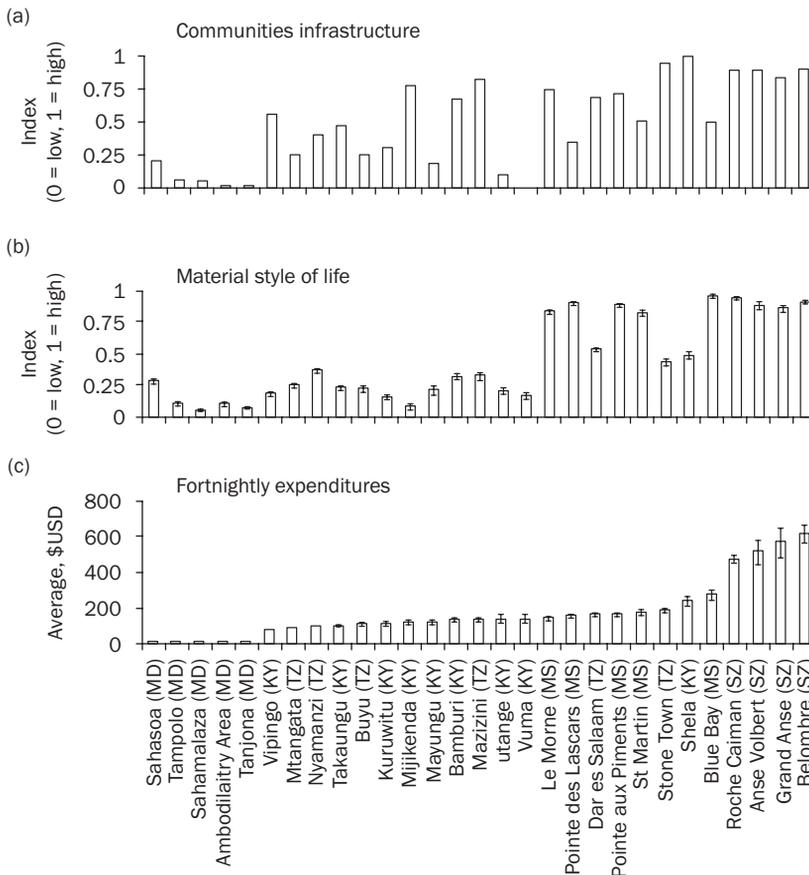 (a)
Communities infrastructure
Index
(0 = low, 1 = high)
1
0.75
0.5
0.25
0
(b)
Material style of life
Index
(0 = low, 1 = high)
1
0.75
0.5
0.25
0
(c)
Fortnightly expenditures
Average, $USD
800
600
400
200
0
Sahasoa (MD)
Tampolo (MD)
Sahamalaza (MD)
Ambodilaitry Area (MD)
Tanjona (MD)
Vipingo (KY)
Mtangata (TZ)
Nyamanzi (TZ)
Takaungu (KY)
Buyu (TZ)
Kuruwitu (KY)
Mijikenda (KY)
Mayungu (KY)
Bamburi (KY)
Mazizini (TZ)
utange (KY)
Vuma (KY)
Le Morne (MS)
Pointe des Lascars (MS)
Dar es Salaam (TZ)
Pointe aux Piments (MS)
St Martin (MS)
Stone Town (TZ)
Shela (KY)
Blue Bay (MS)
Roche Caiman (SZ)
Anse Volbert (SZ)
Grand Anse (SZ)
Belombre (SZ)